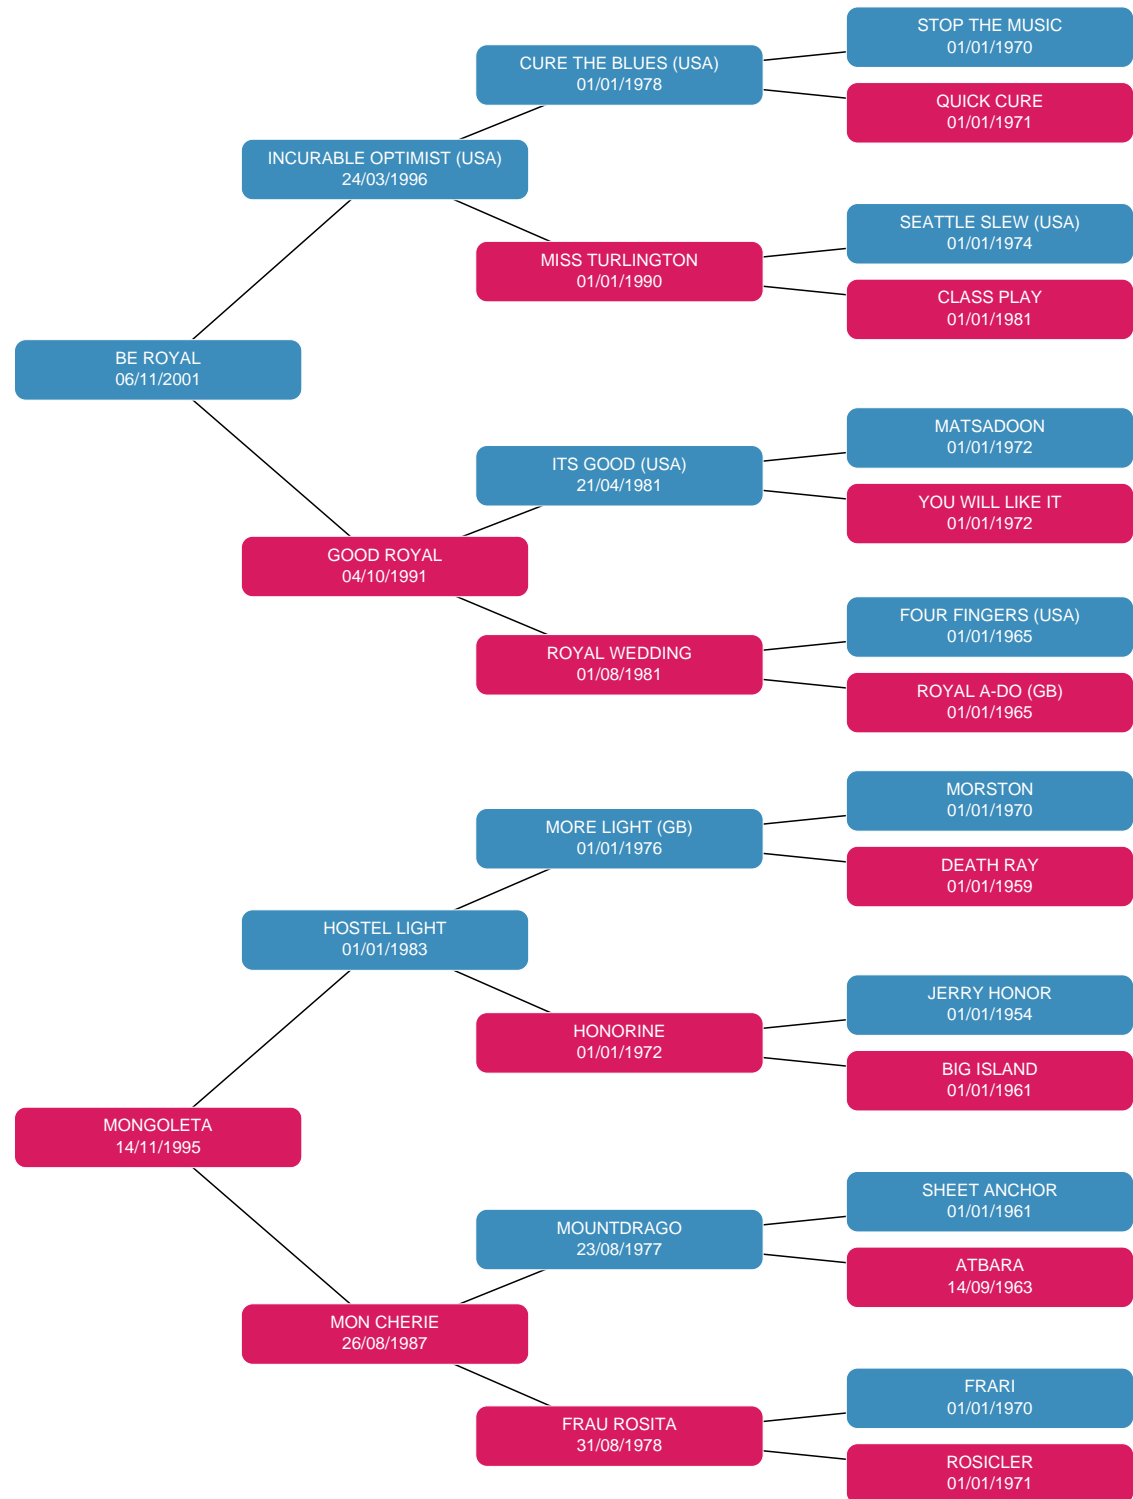 STOP THE MUSIC
01/01/1970
CURE THE BLUES (USA)
01/01/1978
QUICK CURE
01/01/1971
INCURABLE OPTIMIST (USA)
24/03/1996
SEATTLE SLEW (USA)
01/01/1974
MISS TURLINGTON
01/01/1990
CLASS PLAY
01/01/1981
BE ROYAL
06/11/2001
MATSADOON
01/01/1972
ITS GOOD (USA)
21/04/1981
YOU WILL LIKE IT
01/01/1972
GOOD ROYAL
04/10/1991
FOUR FINGERS (USA)
01/01/1965
ROYAL WEDDING
01/08/1981
ROYAL A-DO (GB)
01/01/1965
MORSTON
01/01/1970
MORE LIGHT (GB)
01/01/1976
DEATH RAY
01/01/1959
HOSTEL LIGHT
01/01/1983
JERRY HONOR
01/01/1954
HONORINE
01/01/1972
BIG ISLAND
01/01/1961
MONGOLETA
14/11/1995
SHEET ANCHOR
01/01/1961
MOUNTDRAGO
23/08/1977
ATBARA
14/09/1963
MON CHERIE
26/08/1987
FRARI
01/01/1970
FRAU ROSITA
31/08/1978
ROSICLER
01/01/1971